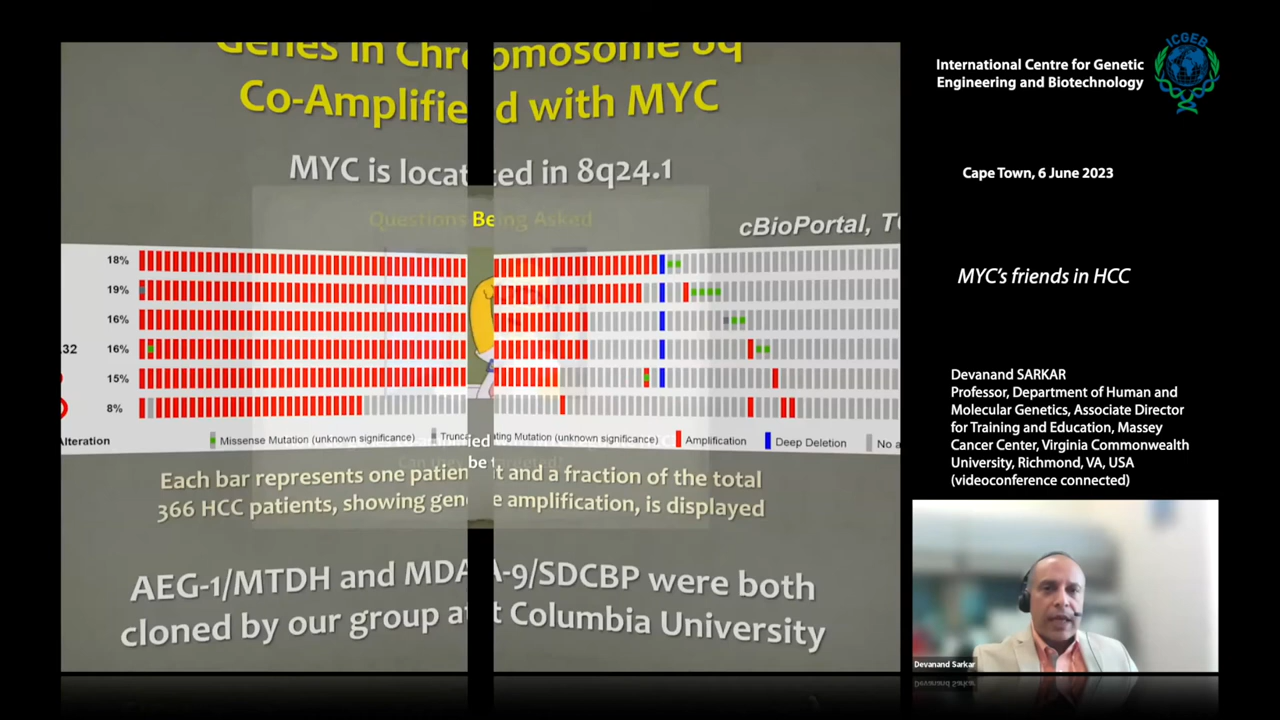 Genes in Chromosome 8q
Co-Amplified with MYC
MYC is located in 8q24.1
Questions Being Asked
cBioPortal,
18%
19%
16%
.32 16%
15%
8%
Alteration Missense Mutation (unknown significance) Truncating Mutation (unknown significance) Amplification Deep Deletion No a
be targeted?
Each bar represents one patient and a fraction of the total
366 HCC patients, showing gene amplification, is displayed
AEG-1/MTDH and MDA-9/SDCBP were both
cloned by our group at Columbia University
ICGEB
International Centre for Genetic
Engineering and Biotechnology
Cape Town, 6 June 2023
MYC's friends in HCC
Devanand SARKAR
Professor, Department of Human and
Molecular Genetics, Associate Director
for Training and Education, Massey
Cancer Center, Virginia Commonwealth
University, Richmond, VA, USA
(videoconference connected)
Devanand Sarkar